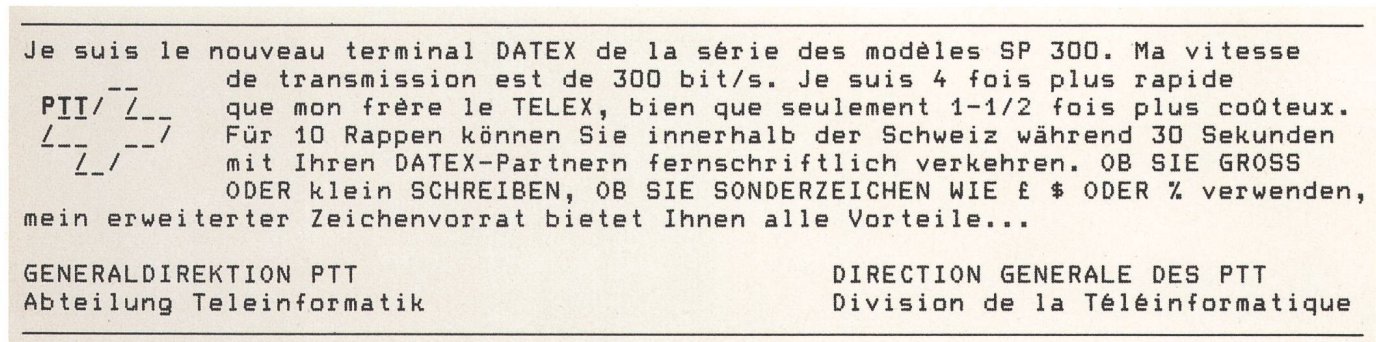 Je suis le nouveau terminal DATEX de la série des modèles SP 300. Ma vitesse
de transmission est de 300 bit/s. Je suis 4 fois plus rapide
PTT/ /__ que mon frère le TELEX, bien que seulement 1-1/2 fois plus coûteux.
/__ __/ Für 10 Rappen können Sie innerhalb der Schweiz während 30 Sekunden
/_/ mit Ihren DATEX-Partnern fernschriftlich verkehren. OB SIE GROSS
ODER klein SCHREIBEN, OB SIE SONDERZEICHEN WIE £ $ ODER % verwenden,
mein erweiterter Zeichenvorrat bietet Ihnen alle Vorteile...
GENERALDIREKTION PTT DIRECTION GENERALE DES PTT
Abteilung Teleinformatik Division de la Téléinformatique